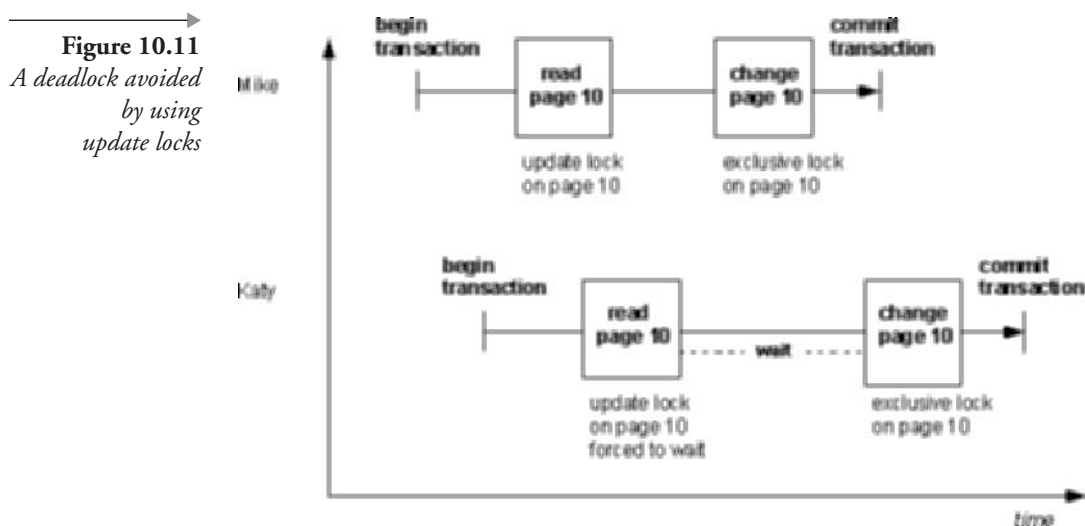 Figure 10.11
A deadlock avoided
by using
update locks
Mike
begin
transaction
read
page 10
update lock
on page 10
change
page 10
exclusive lock
on page 10
commit
transaction
Katy
begin
transaction
read
page 10
update lock
on page 10
forced to wait
wait
change
page 10
exclusive lock
on page 10
commit
transaction
time